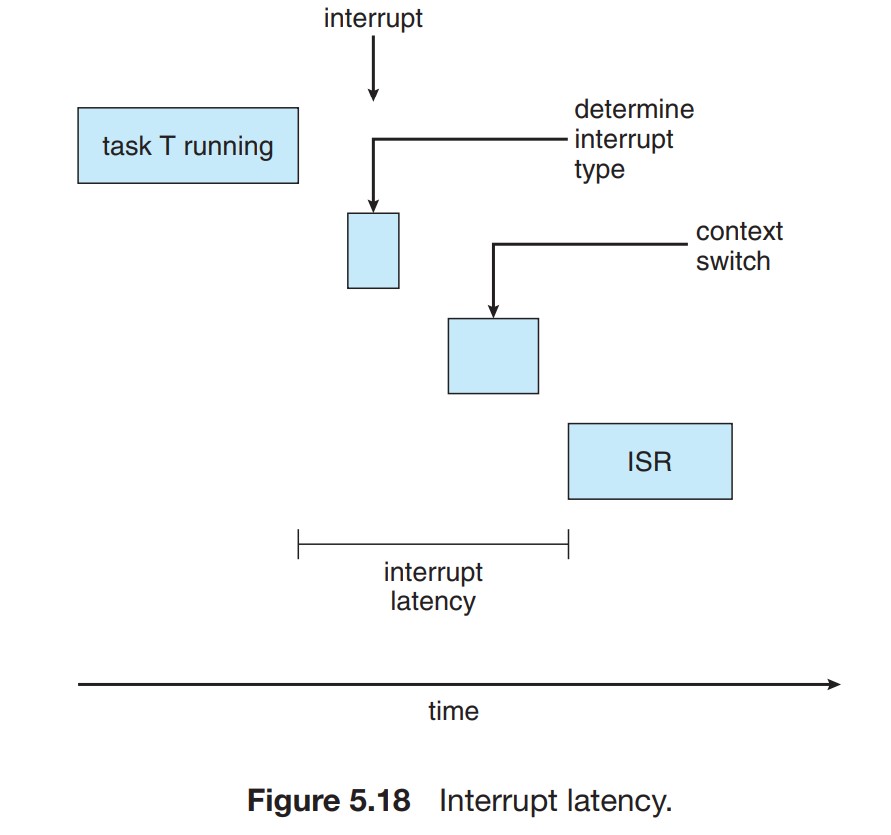 interrupt
task T running
determine
interrupt
type
context
switch
ISR
interrupt
latency
time
Figure 5.18 Interrupt latency.